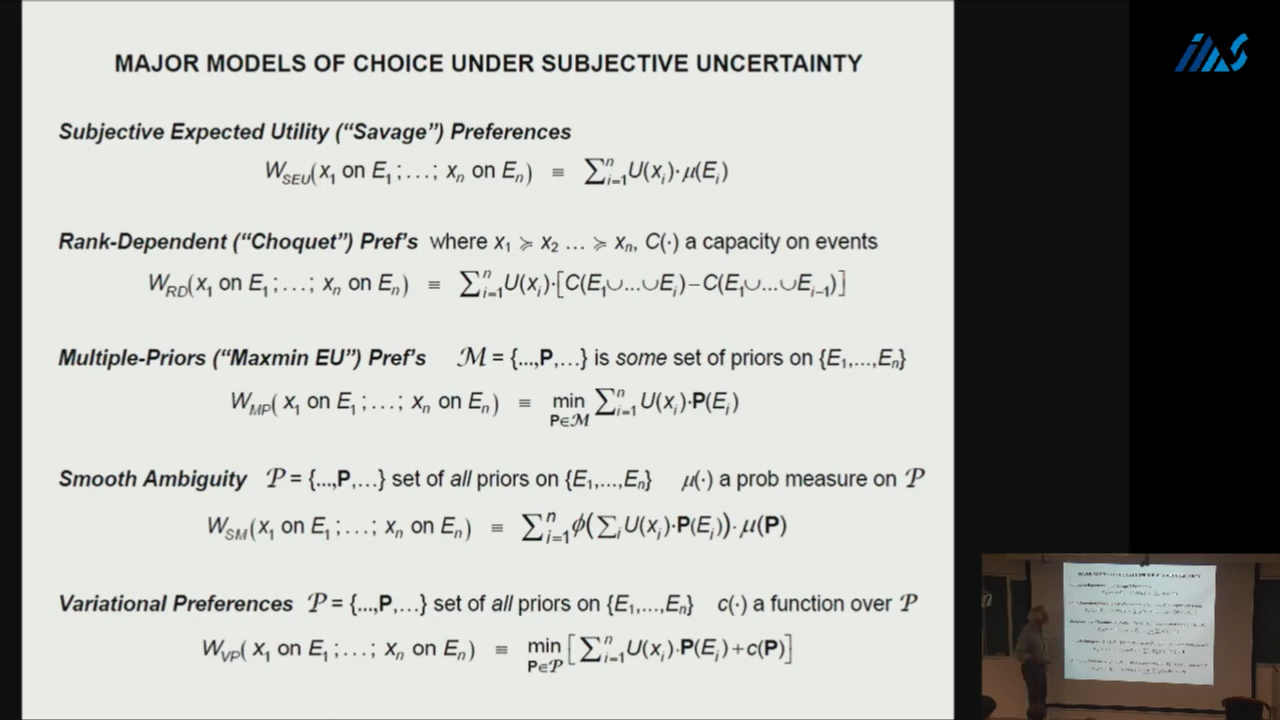 IIAS
MAJOR MODELS OF CHOICE UNDER SUBJECTIVE UNCERTAINTY
Subjective Expected Utility (“Savage”) Preferences
W_SEU(x₁ on E₁;…; xₙ on Eₙ) ≡ ∑ⁿᵢ₌₁U(xᵢ)·μ(Eᵢ)
Rank-Dependent (“Choquet”) Pref’s where x₁ ≽ x₂ … ≽ xₙ, C(·) a capacity on events
W_RD(x₁ on E₁;…; xₙ on Eₙ) ≡ ∑ⁿᵢ₌₁U(xᵢ)·[C(E₁∪…∪Eᵢ)−C(E₁∪…∪Eᵢ₋₁)]
Multiple-Priors (“Maxmin EU”) Pref’s ℳ = {...,P,…} is some set of priors on {E₁,…,Eₙ}
W_MP( x₁ on E₁;…; xₙ on Eₙ) ≡ min ∑ⁿᵢ₌₁ U(xᵢ)·P(Eᵢ)
P∈ℳ
Smooth Ambiguity 𝒫 = {...,P,…} set of all priors on {E₁,…,Eₙ} μ(·) a prob measure on 𝒫
W_SM(x₁ on E₁;…; xₙ on Eₙ) ≡ ∑ⁿᵢ₌₁ϕ(∑ᵢU(xᵢ)·P(Eᵢ))·μ(P)
Variational Preferences 𝒫 = {...,P,…} set of all priors on {E₁,…,Eₙ} c(·) a function over 𝒫
W_VP( x₁ on E₁;…; xₙ on Eₙ) ≡ min [∑ⁿᵢ₌₁U(xᵢ)·P(Eᵢ)+c(P)]
P∈𝒫